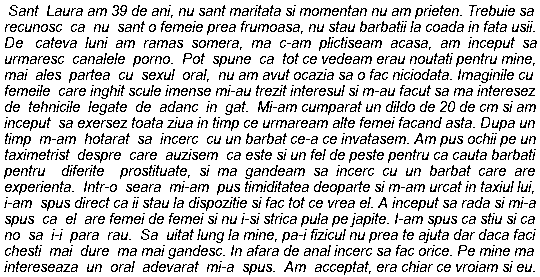 Sant Laura am 39 de ani, nu sant maritata si momentan nu am prieten. Trebuie sa
recunosc ca nu sant o femeie prea frumoasa, nu stau barbatii la coada in fata usii.
De cateva luni am ramas somera, ma c-am plictiseam acasa, am inceput sa
urmaresc canalele porno. Pot spune ca tot ce vedeam erau noutati pentru mine,
mai ales partea cu sexul oral, nu am avut ocazia sa o fac niciodata. Imaginile cu
femeile care inghit scule imense mi-au trezit interesul si m-au facut sa ma interesez
de tehnicile legate de adanc in gat. Mi-am cumparat un dildo de 20 de cm si am
inceput sa exersez toata ziua in timp ce urmaream alte femei facand asta. Dupa un
timp m-am hotarat sa incerc cu un barbat ce-a ce invatasem. Am pus ochii pe un
taximetrist despre care auzisem ca este si un fel de peste pentru ca cauta barbati
pentru diferite prostituate, si ma gandeam sa incerc cu un barbat care are
experienta. Intr-o seara mi-am pus timiditatea deoparte si m-am urcat in taxiul lui,
i-am spus direct ca ii stau la dispozitie si fac tot ce vrea el. A inceput sa rada si mi-a
spus ca el are femei de femei si nu i-si strica pula pe japite. I-am spus ca stiu si ca
no sa i-i para rau. Sa uitat lung la mine, pa-i fizicul nu prea te ajuta dar daca faci
chesti mai dure ma mai gandesc. In afara de anal incerc sa fac orice. Pe mine ma
intereseaza un oral adevarat mi-a spus. Am acceptat, era chiar ce vroiam si eu.